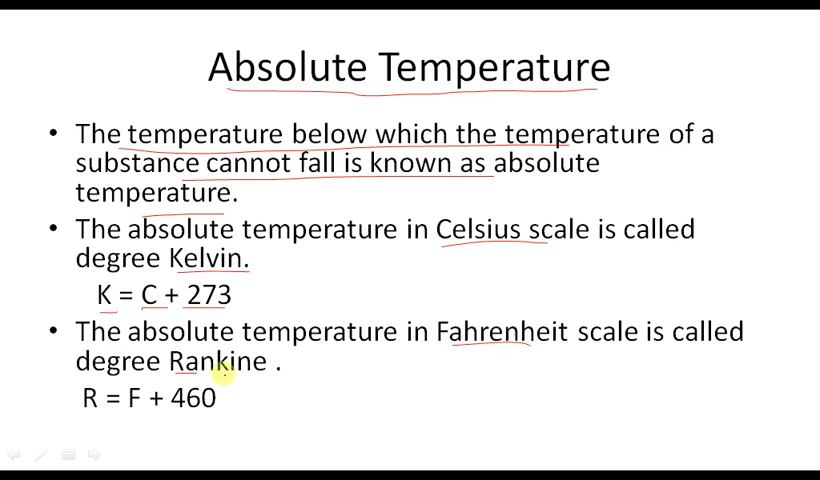 Absolute Temperature
• The temperature below which the temperature of a
substance cannot fall is known as absolute
temperature.
• The absolute temperature in Celsius scale is called
degree Kelvin.
K = C + 273
• The absolute temperature in Fahrenheit scale is called
degree Rankine .
R = F + 460